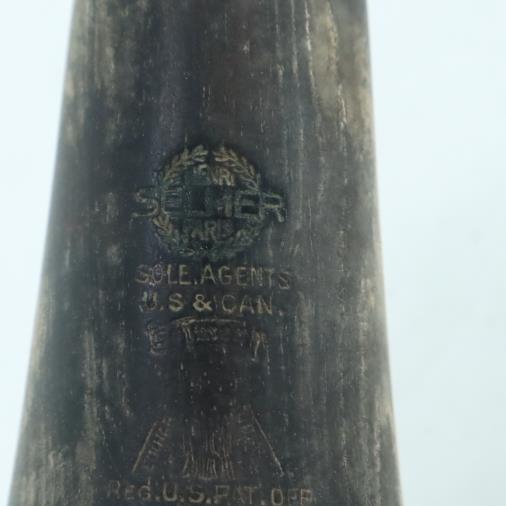 HENRI
SELMER
PARIS
SOLE.AGENTS
U.S & CAN.
REG.U.S.PAT.OFF